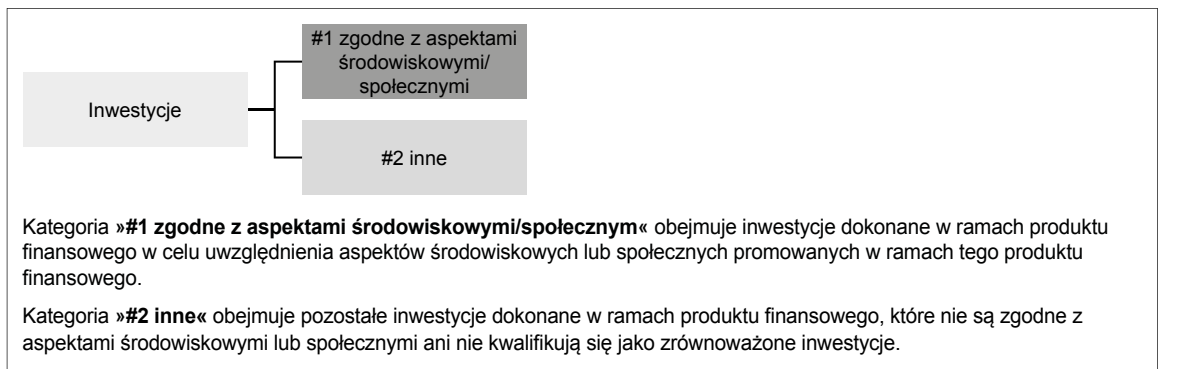 #1 zgodne z aspektami
środowiskowymi/
społecznymi
Inwestycje
#2 inne
Kategoria »#1 zgodne z aspektami środowiskowymi/społecznym« obejmuje inwestycje dokonane w ramach produktu
finansowego w celu uwzględnienia aspektów środowiskowych lub społecznych promowanych w ramach tego produktu
finansowego.
Kategoria »#2 inne« obejmuje pozostałe inwestycje dokonane w ramach produktu finansowego, które nie są zgodne z
aspektami środowiskowymi lub społecznymi ani nie kwalifikują się jako zrównoważone inwestycje.